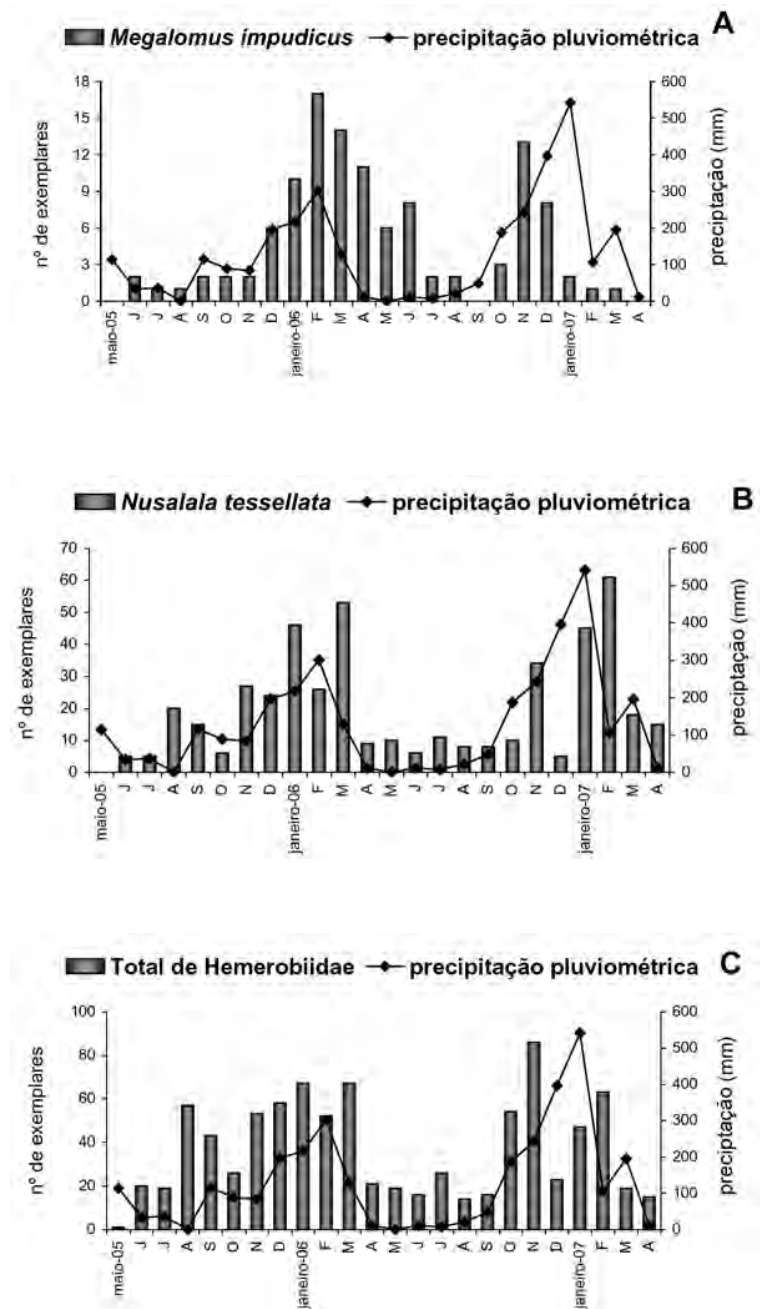 A
Megalomus impudicus precipitação pluviométrica
18 600
15 500
12 400
9 300
6 200
3 100
0 0
nº de exemplares
preciptação (mm)
maio-05 J J A S O N D janeiro-06 F M A M J J A S O N D janeiro-07 F M A
B
Nusalala tessellata precipitação pluviométrica
70 600
60 500
50 400
40 300
30 200
20 100
10 0
0
nº de exemplares
preciptação (mm)
maio-05 J J A S O N D janeiro-06 F M A M J J A S O N D janeiro-07 F M A
C
Total de Hemerobiidae precipitação pluviométrica
100 600
80 500
60 400
40 300
20 200
0 100
0
nº de exemplares
preciptação (mm)
maio-05 J J A S O N D janeiro-06 F M A M J J A S O N D janeiro-07 F M A